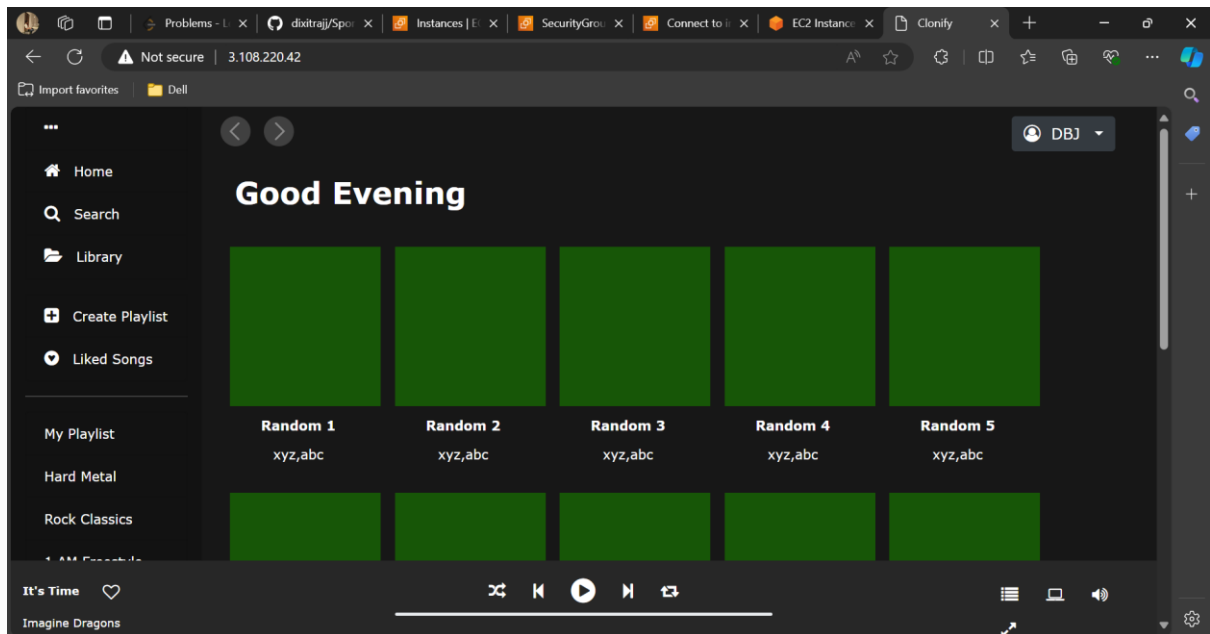 Problems - L
dixitrajj/Spor
Instances | E
SecurityGrou
Connect to i
EC2 Instance
Clonify
Not secure
3.108.220.42
Import favorites
Dell
DBJ
Home
Good Evening
Search
Library
Create Playlist
Liked Songs
Random 1
Random 2
Random 3
Random 4
Random 5
xyz,abc
xyz,abc
xyz,abc
xyz,abc
xyz,abc
My Playlist
Hard Metal
Rock Classics
It's Time
Imagine Dragons